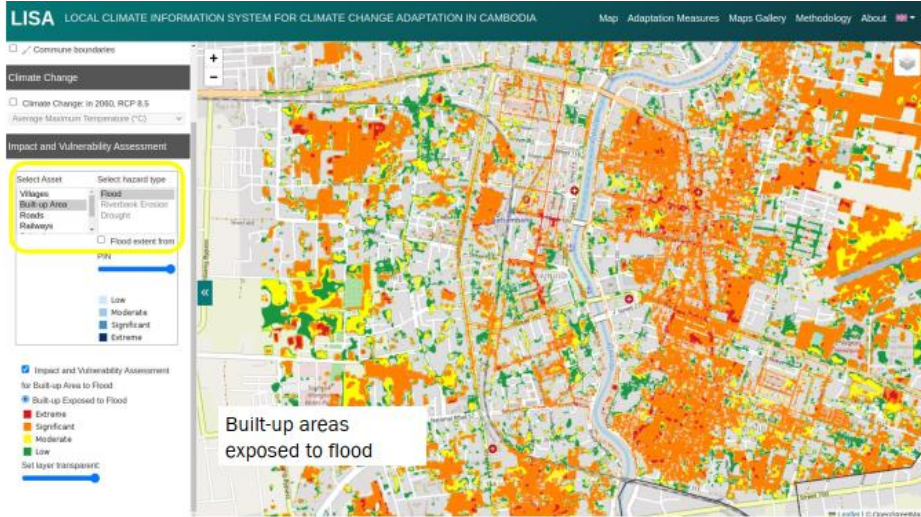 LISA LOCAL CLIMATE INFORMATION SYSTEM FOR CLIMATE CHANGE ADAPTATION IN CAMBODIA
Map Adaptation Measures Maps Gallery Methodology About
Commune boundaries
Climate Change
Climate Change: in 2060, RCP 8.5
Average Maximum Temperature (°C)
Impact and Vulnerability Assessment
Select Asset Select hazard type
Villages Flood
Built-up Area Riverbank Erosion
Roads Drought
Railways
Flood extent from
PIN
Low
Moderate
Significant
Extreme
Impact and Vulnerability Assessment
for Built-up Area to Flood
Built-up Exposed to Flood
Extreme
Significant
Moderate
Low
Set layer transparent:
+
−
«
Built-up areas
exposed to flood
Street 700
Leaflet | © OpenStreetMap